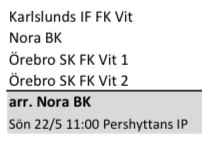 Karlslunds IF FK Vit
Nora BK
Örebro SK FK Vit 1
Örebro SK FK Vit 2
arr. Nora BK
Sön 22/5 11:00 Pershyttans IP